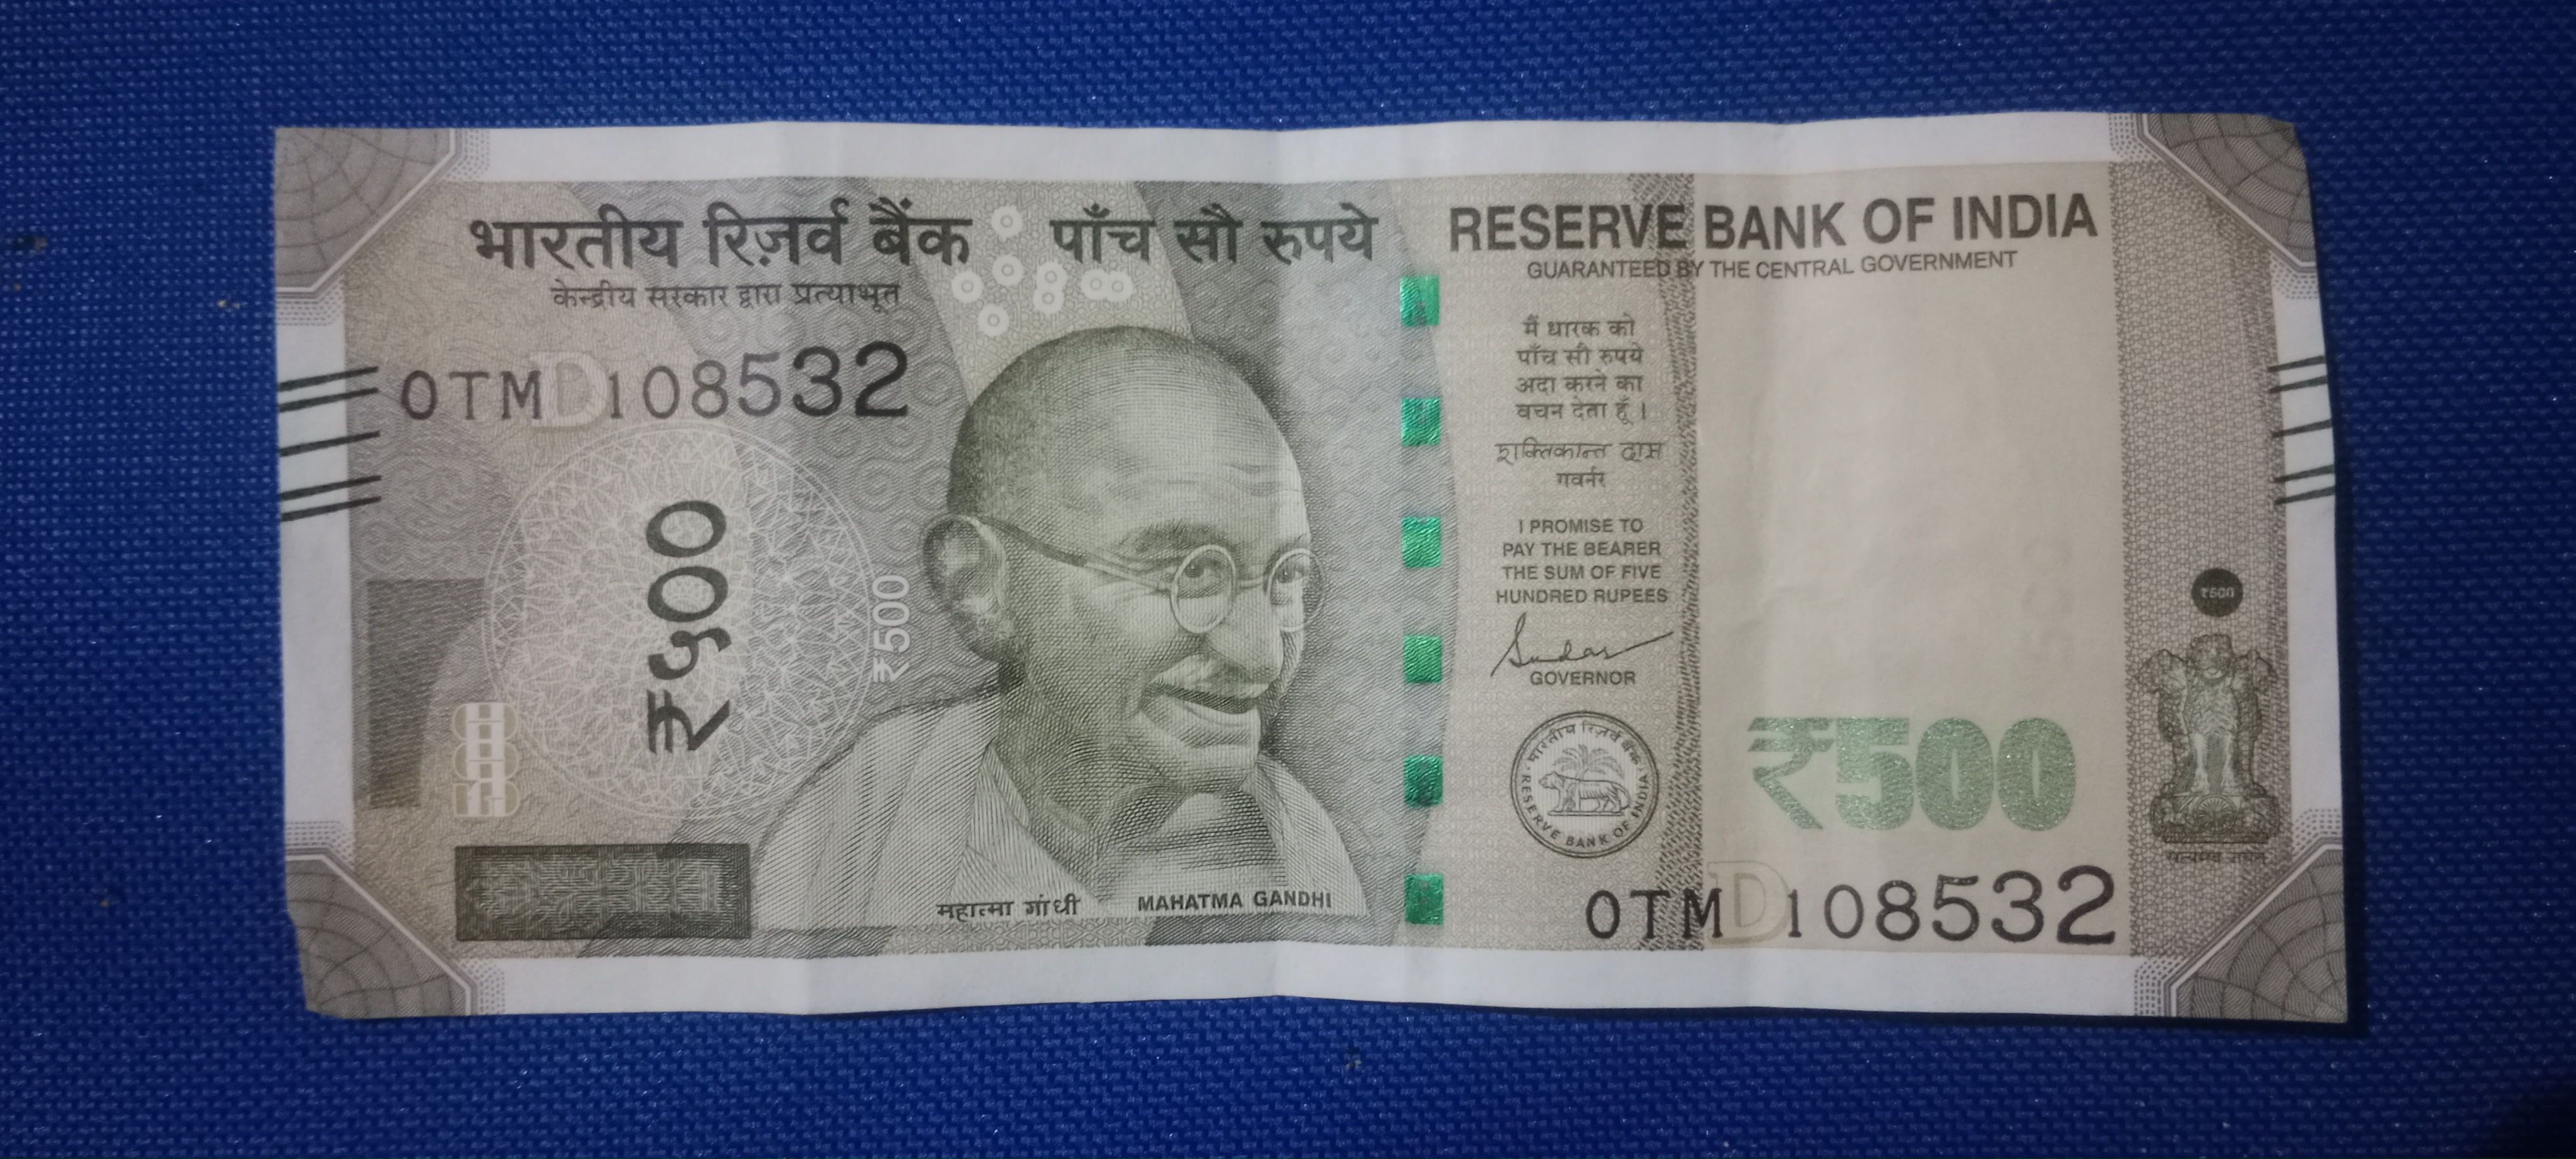 भारतीय रिज़र्व बैंक
केन्द्रीय सरकार द्वारा प्रत्याभूत
पाँच सौ रुपये
RESERVE BANK OF INDIA
GUARANTEED BY THE CENTRAL GOVERNMENT
0TM D 108532
₹५००
₹500
मैं धारक को
पाँच सौ रुपये
अदा करने का
वचन देता हूँ ।
शक्तिकान्त दास
गवर्नर
I PROMISE TO
PAY THE BEARER
THE SUM OF FIVE
HUNDRED RUPEES
GOVERNOR
भारतीय रिज़र्व बैंक
RESERVE BANK OF INDIA
महात्मा गांधी
MAHATMA GANDHI
₹500
₹500
सत्यमेव जयते
0TM D 108532